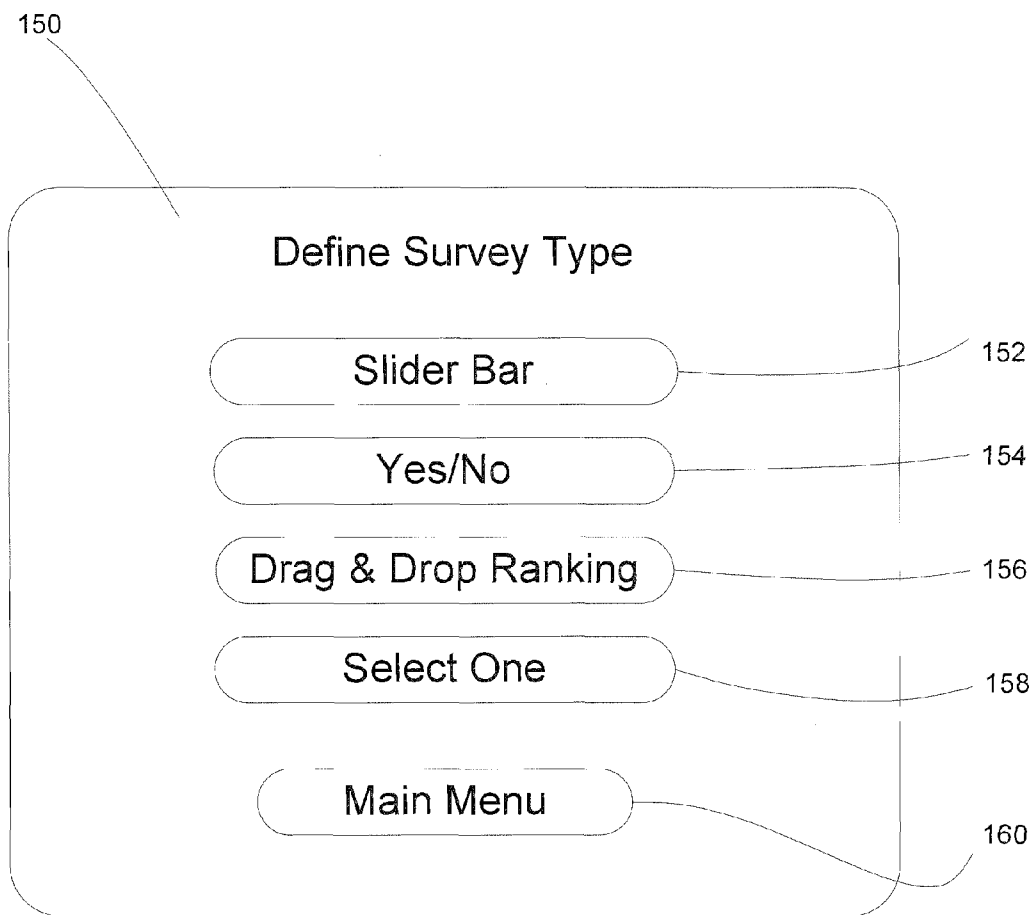 150
Define Survey Type
Slider Bar
152
Yes/No
154
Drag & Drop Ranking
156
Select One
158
Main Menu
160